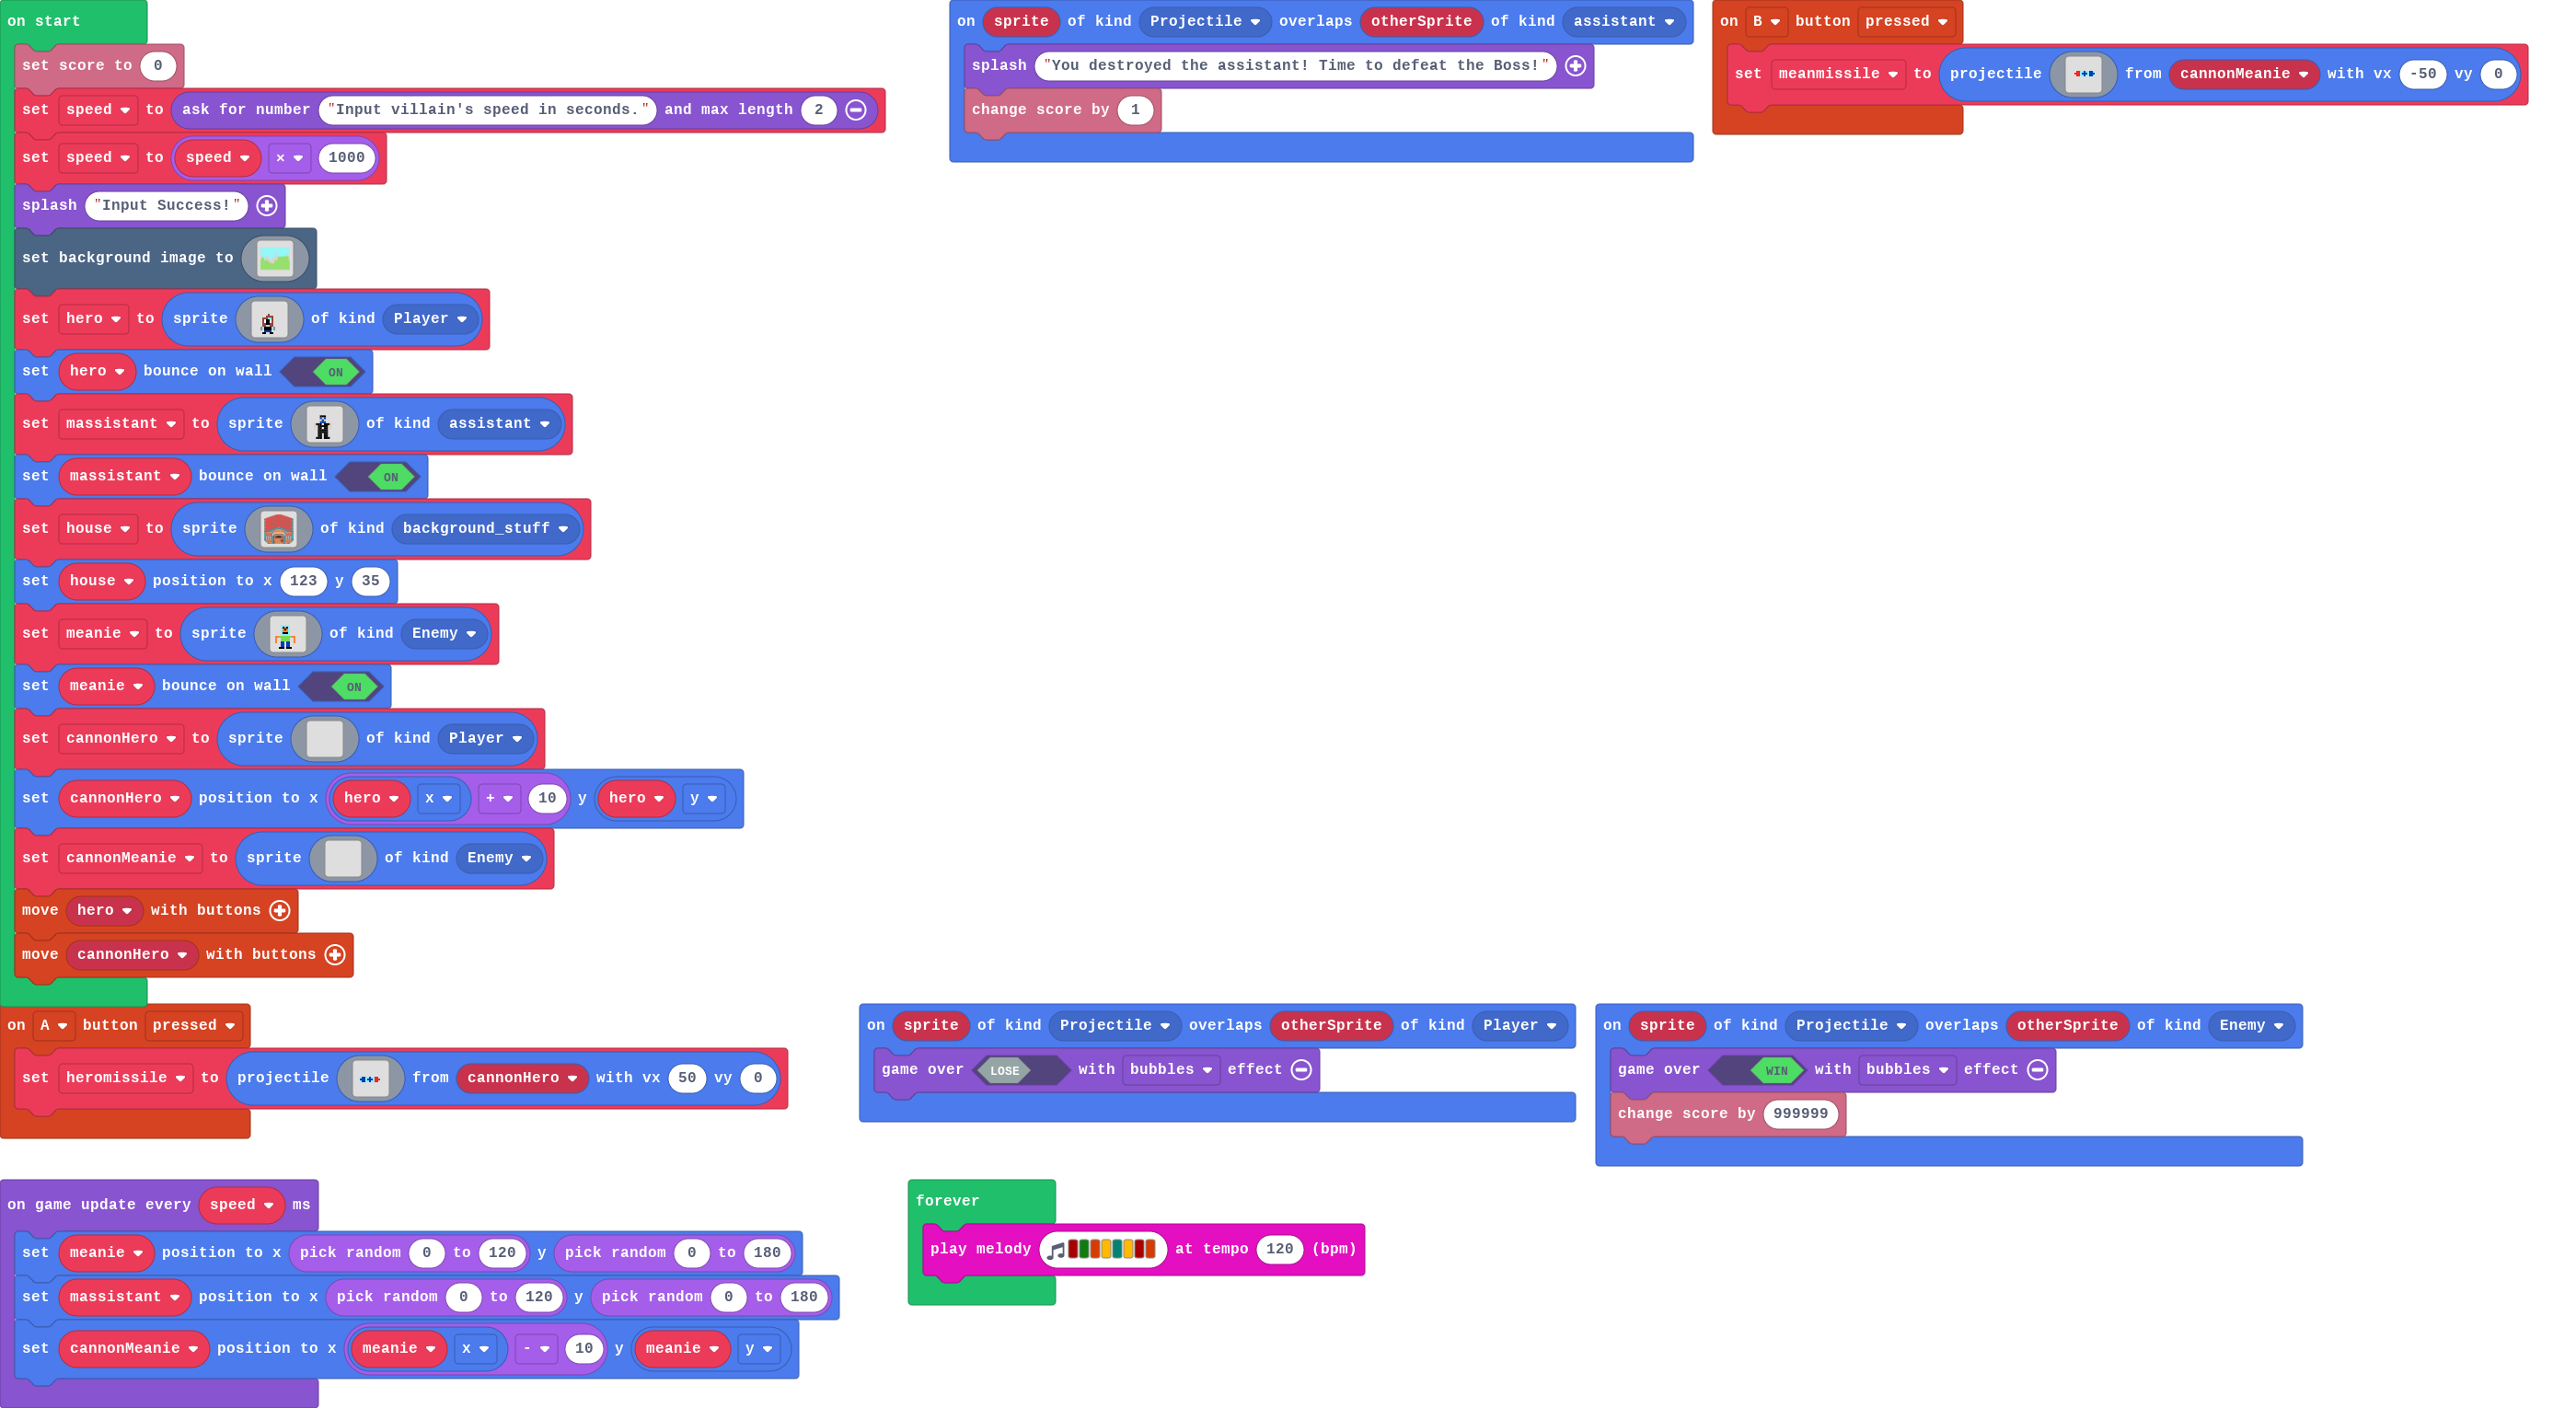 on start
set score to 0
set speed to ask for number "Input villain's speed in seconds." and max length 2
set speed to speed × 1000
splash "Input Success!"
set background image to
set hero to sprite of kind Player
set hero bounce on wall ON
set massistant to sprite of kind assistant
set massistant bounce on wall ON
set house to sprite of kind background_stuff
set house position to x 123 y 35
set meanie to sprite of kind Enemy
set meanie bounce on wall ON
set cannonHero to sprite of kind Player
set cannonHero position to x hero x + 10 y hero y
set cannonMeanie to sprite of kind Enemy
move hero with buttons
move cannonHero with buttons
on sprite of kind Projectile overlaps otherSprite of kind assistant
splash "You destroyed the assistant! Time to defeat the Boss!"
change score by 1
on B button pressed
set meanmissile to projectile from cannonMeanie with vx -50 vy 0
on A button pressed
set heromissile to projectile from cannonHero with vx 50 vy 0
on sprite of kind Projectile overlaps otherSprite of kind Player
game over LOSE with bubbles effect
on sprite of kind Projectile overlaps otherSprite of kind Enemy
game over WIN with bubbles effect
change score by 999999
on game update every speed ms
set meanie position to x pick random 0 to 120 y pick random 0 to 180
set massistant position to x pick random 0 to 120 y pick random 0 to 180
set cannonMeanie position to x meanie x - 10 y meanie y
forever
play melody at tempo 120 (bpm)